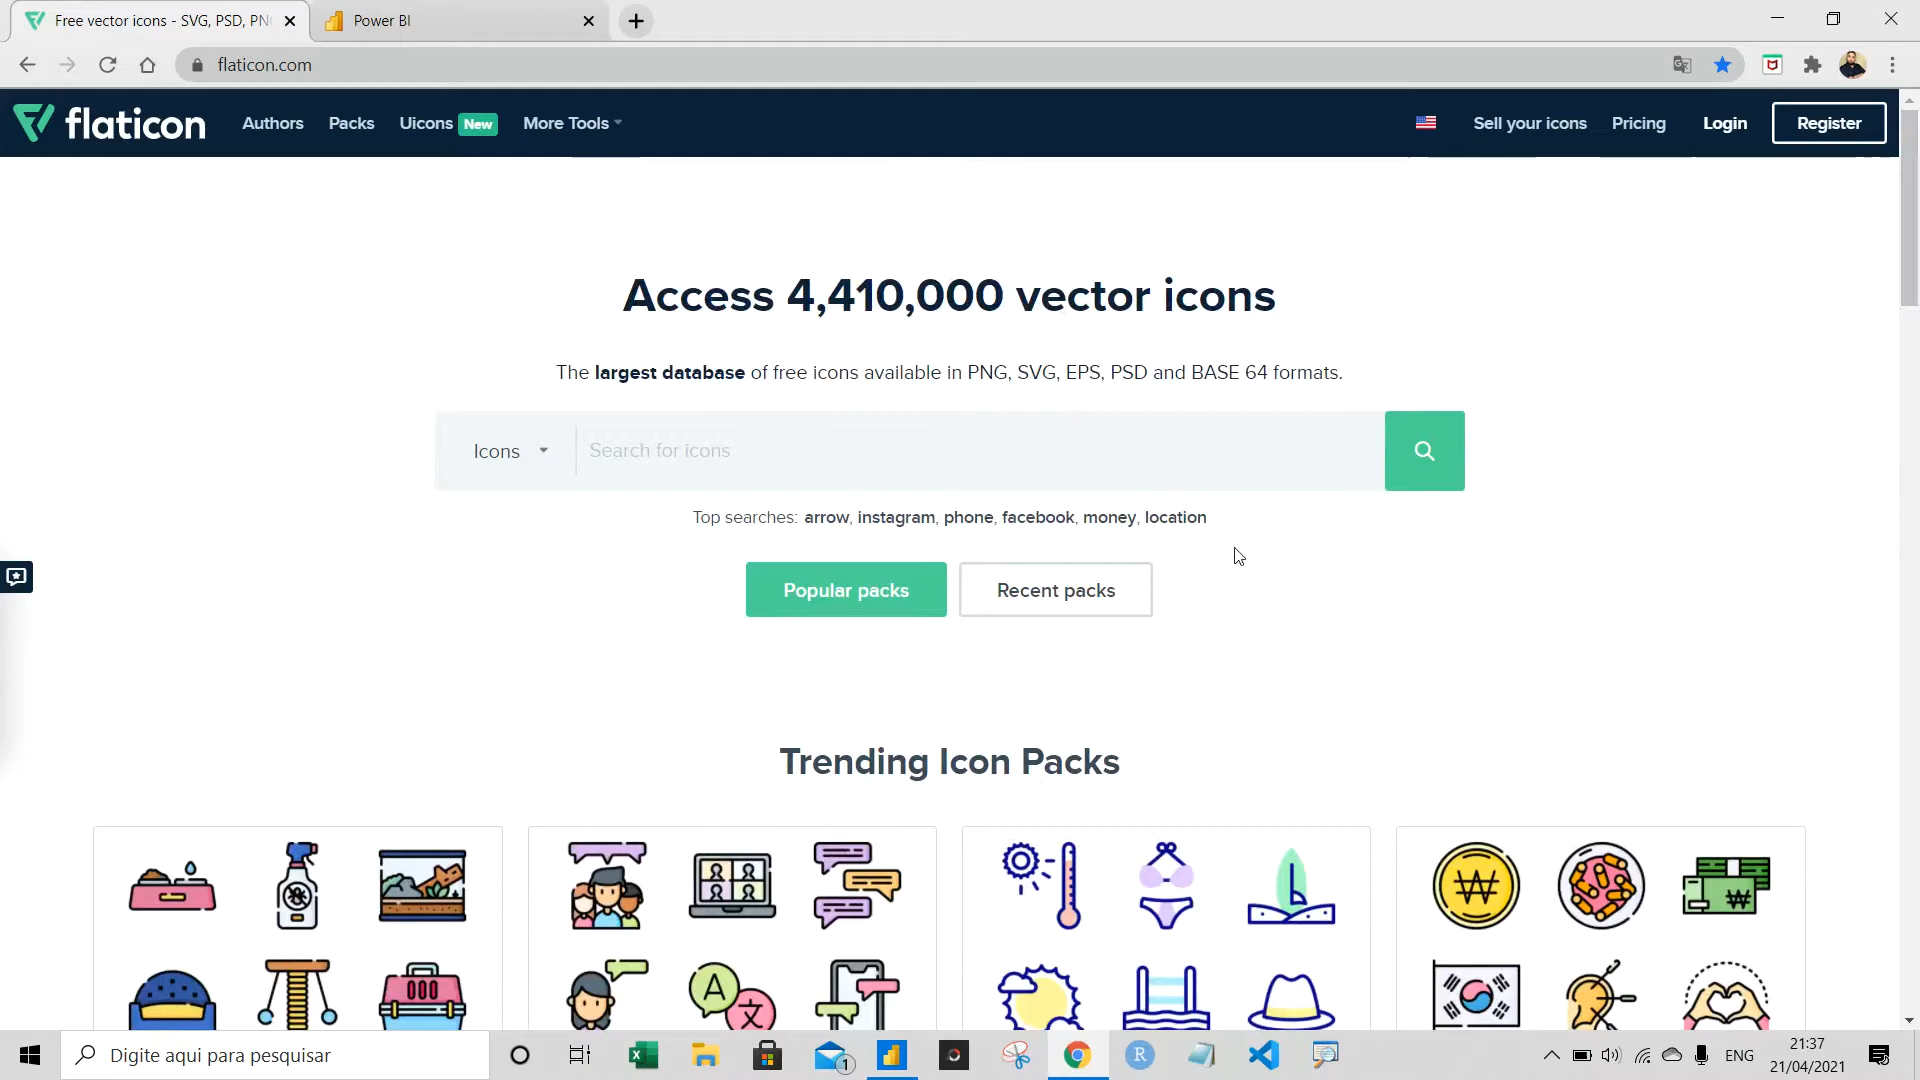 Free vector icons - SVG, PSD, PN
Power BI
flaticon.com
flaticon
Authors
Packs
Uicons New
More Tools
Sell your icons
Pricing
Login
Register
Access 4,410,000 vector icons
The largest database of free icons available in PNG, SVG, EPS, PSD and BASE 64 formats.
Icons
Search for icons
Top searches: arrow, instagram, phone, facebook, money, location
Popular packs
Recent packs
Trending Icon Packs
A
文
Digite aqui para pesquisar
1
R
ENG
21:37
21/04/2021